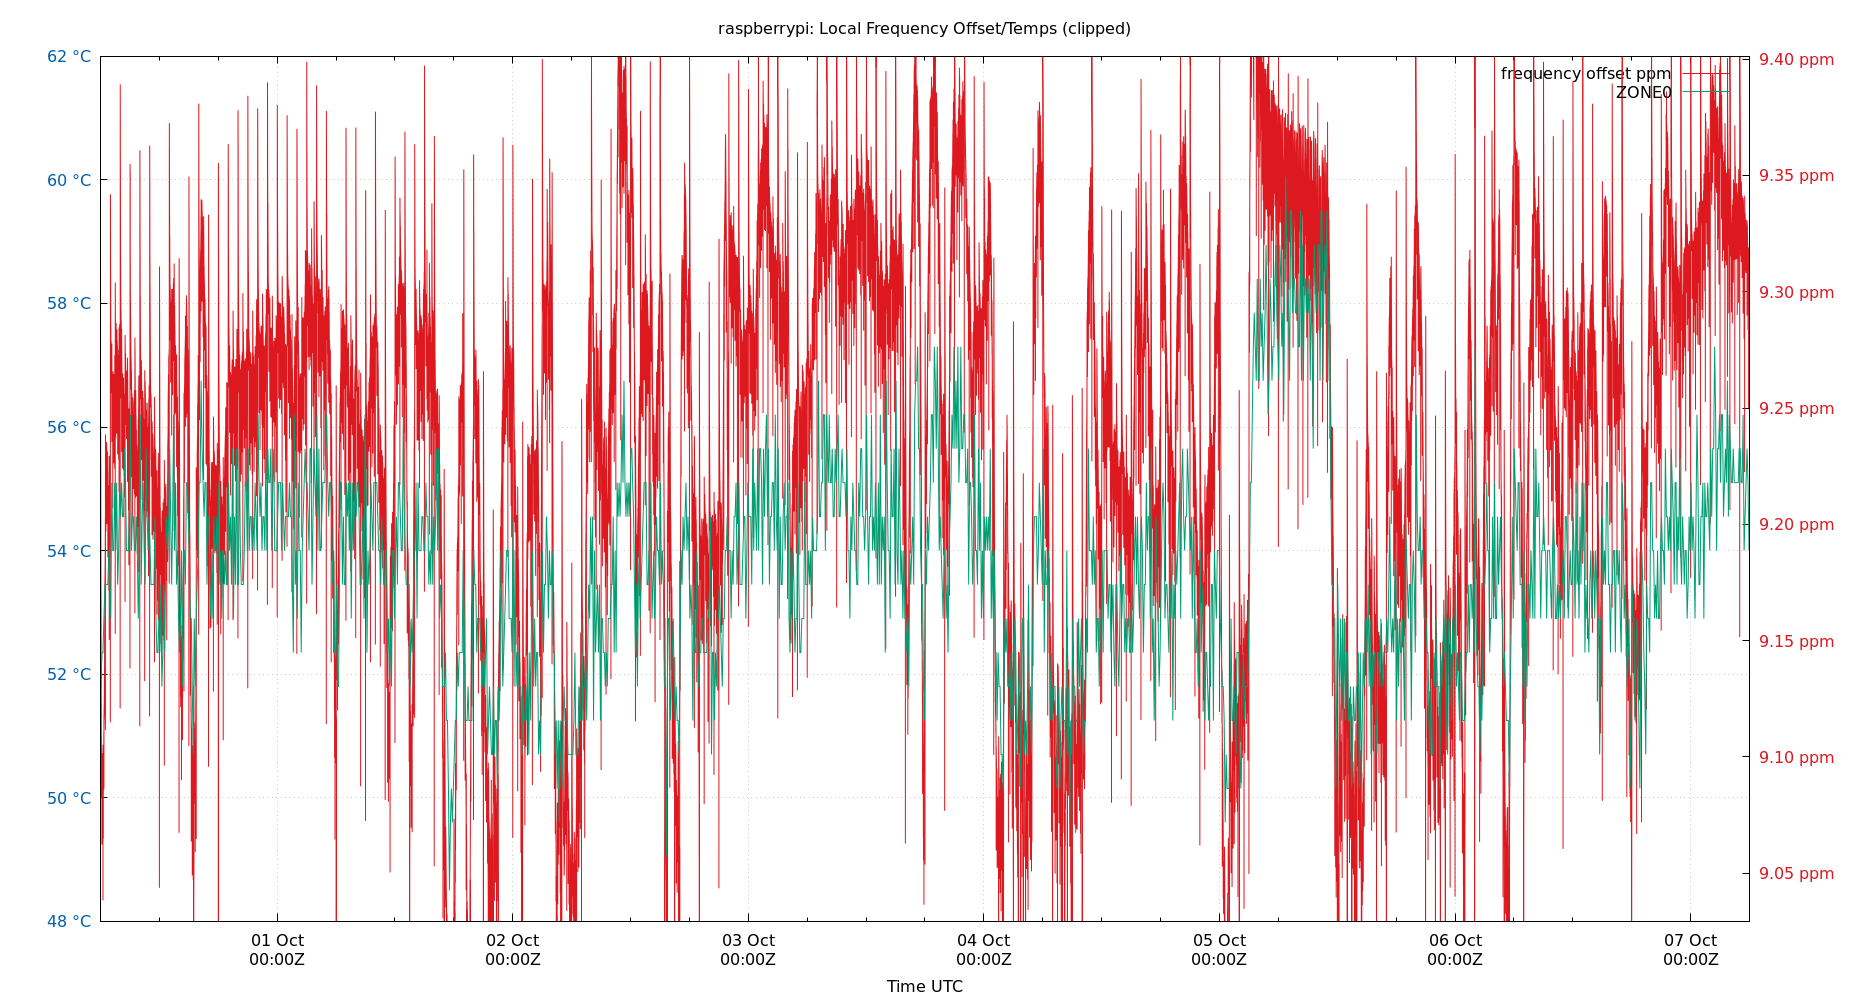 raspberrypi: Local Frequency Offset/Temps (clipped)
62 °C
60 °C
58 °C
56 °C
54 °C
52 °C
50 °C
48 °C
frequency offset ppm
ZONE0
9.40 ppm
9.35 ppm
9.30 ppm
9.25 ppm
9.20 ppm
9.15 ppm
9.10 ppm
9.05 ppm
01 Oct
00:00Z
02 Oct
00:00Z
03 Oct
00:00Z
04 Oct
00:00Z
05 Oct
00:00Z
06 Oct
00:00Z
07 Oct
00:00Z
Time UTC